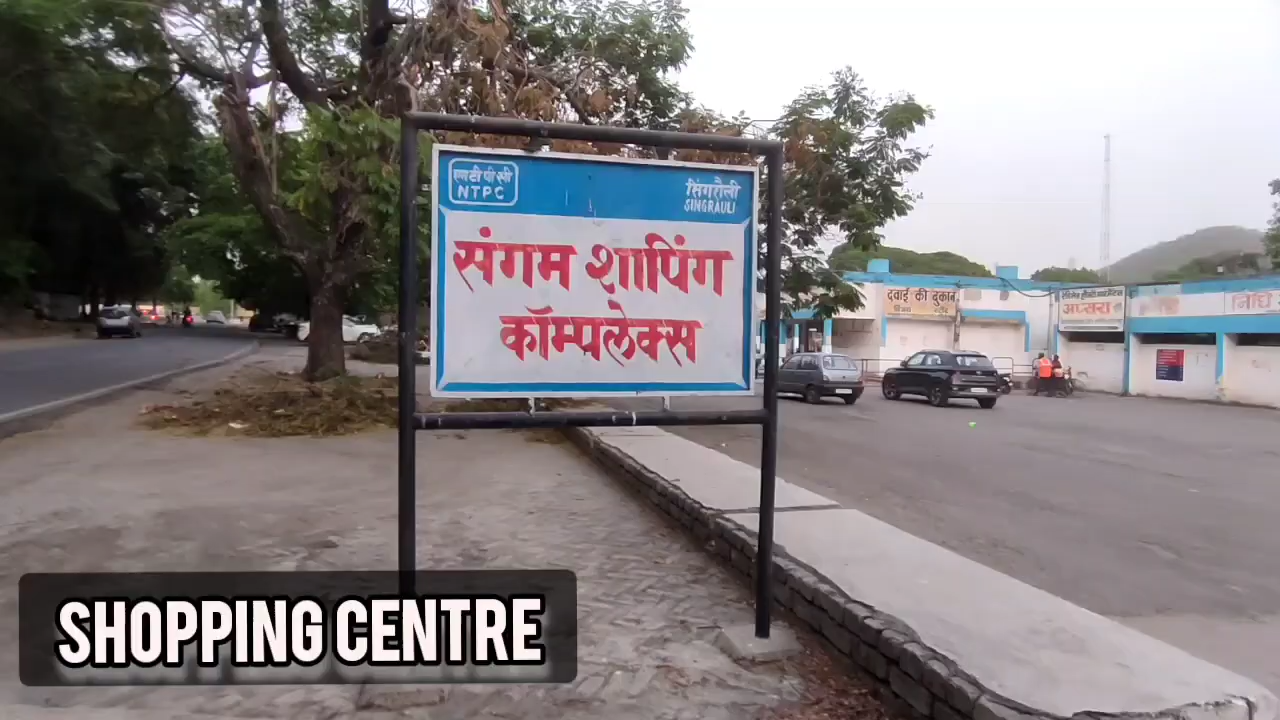 एनटीपीसी
NTPC
सिंगरौली
SINGRAULI
संगम शापिंग
कॉम्पलेक्स
दवाई की दुकान
अप्सरा
निधि
SHOPPING CENTRE